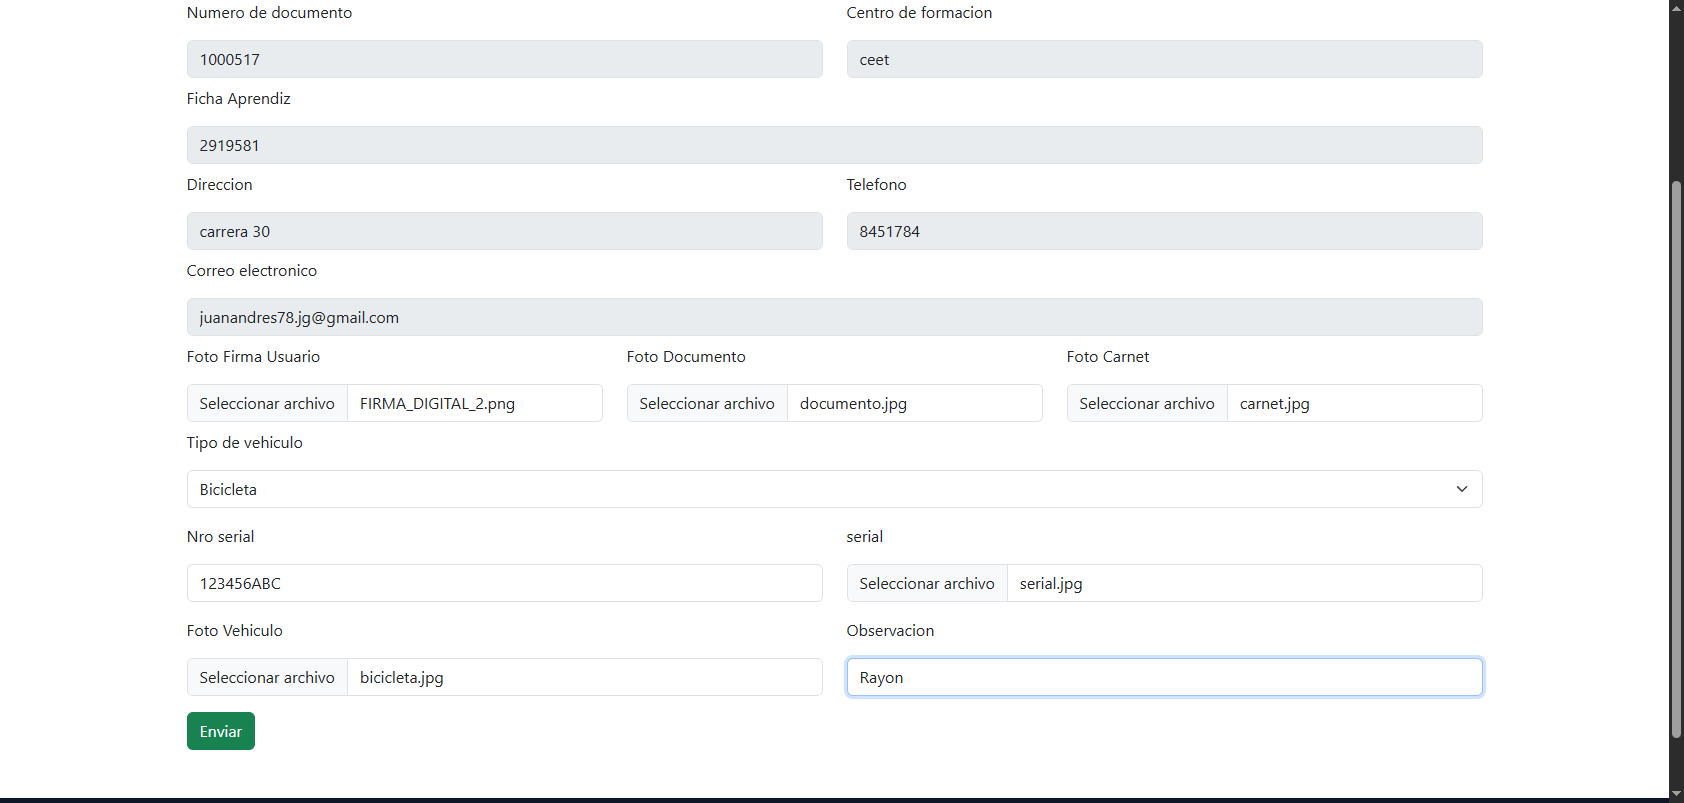 Numero de documento Centro de formacion
1000517 ceet
Ficha Aprendiz
2919581
Direccion Telefono
carrera 30 8451784
Correo electronico
juanandres78.jg@gmail.com
Foto Firma Usuario Foto Documento Foto Carnet
Seleccionar archivo FIRMA_DIGITAL_2.png Seleccionar archivo documento.jpg Seleccionar archivo carnet.jpg
Tipo de vehiculo
Bicicleta
Nro serial serial
123456ABC Seleccionar archivo serial.jpg
Foto Vehiculo Observacion
Seleccionar archivo bicicleta.jpg Rayon
Enviar